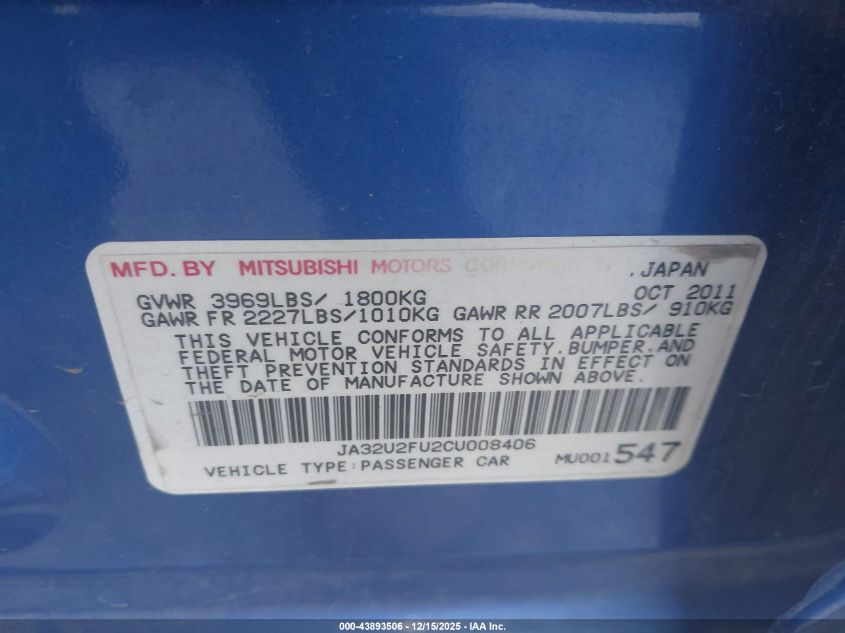 MFD. BY MITSUBISHI MOTORS CORPORATION .JAPAN
GVWR 3969LBS/ 1800KG OCT 2011
GAWR FR 2227LBS/1010KG GAWR RR 2007LBS/ 910KG
THIS VEHICLE CONFORMS TO ALL APPLICABLE
FEDERAL MOTOR VEHICLE SAFETY.BUMPER.AND
THEFT PREVENTION STANDARDS IN EFFECT ON
THE DATE OF MANUFACTURE SHOWN ABOVE.
JA32U2FU2CU008406
VEHICLE TYPE:PASSENGER CAR MU001547
000-43893506 - 12/15/2025 - IAA Inc.